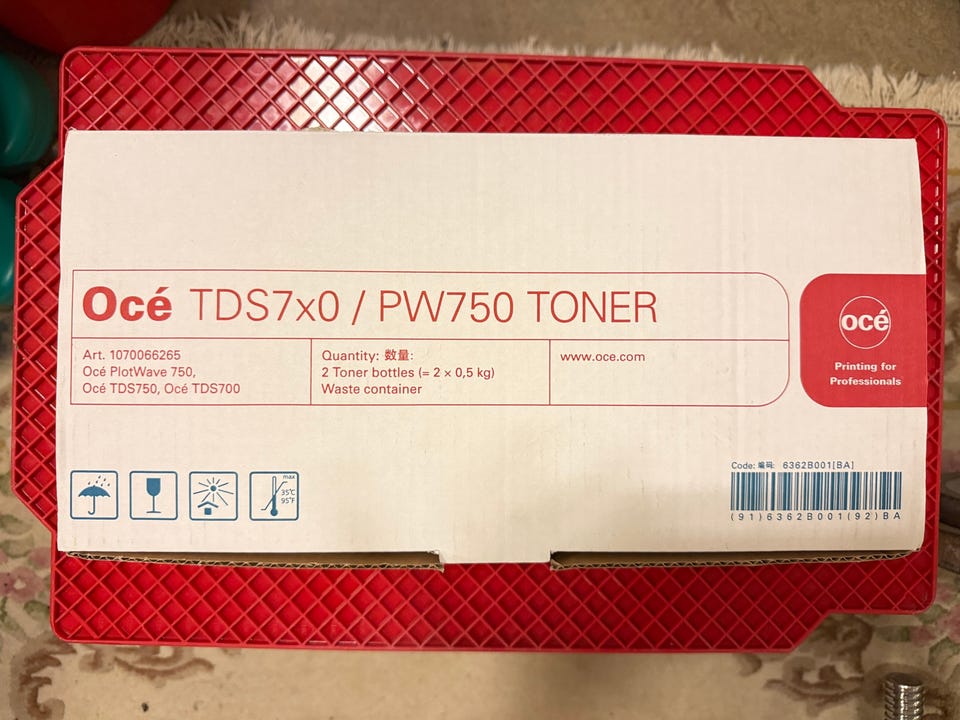 Océ TDS7x0 / PW750 TONER
Art. 1070066265
Océ PlotWave 750,
Océ TDS750, Océ TDS700
Quantity: 数量:
2 Toner bottles (= 2 × 0,5 kg)
Waste container
www.oce.com
océ
Printing for
Professionals
max
35°C
95°F
Code: 编码: 6362B001[BA]
(91)6362B001(92)BA